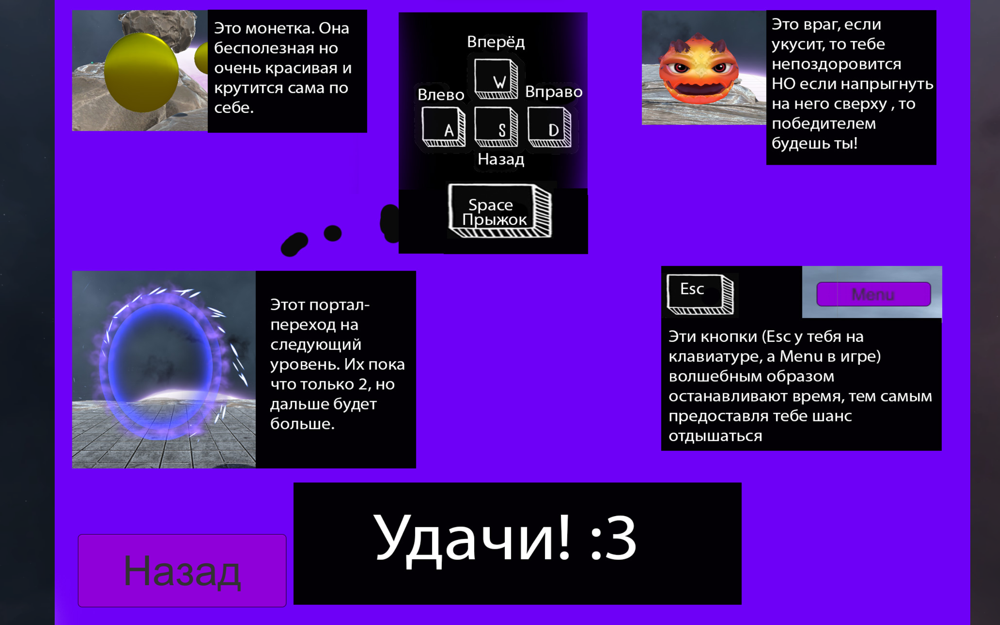 Это монетка. Она
бесполезная но
очень красивая и
крутится сама по
себе.
Вперёд
W
Влево
Вправо
A
S
D
Назад
Space
Прыжок
Это враг, если
укусит, то тебе
непоздоровится
НО если напрыгнуть
на него сверху , то
победителем
будешь ты!
Этот портал-
переход на
следующий
уровень. Их пока
что только 2, но
дальше будет
больше.
Esc
Menu
Эти кнопки (Esc у тебя на
клавиатуре, а Menu в игре)
волшебным образом
останавливают время, тем самым
предоставля тебе шанс
отдышаться
Удачи! :3
Назад